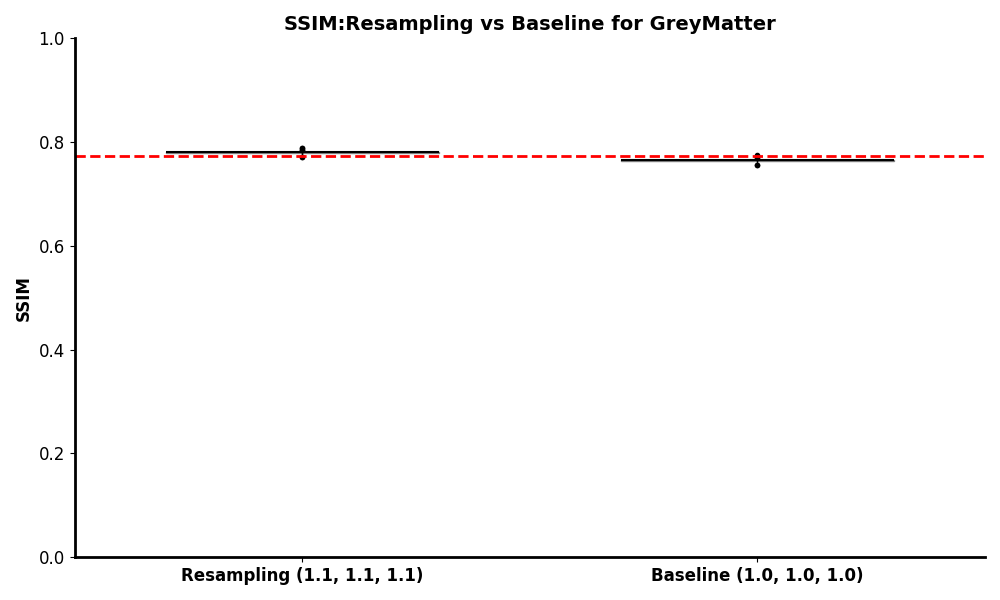 SSIM:Resampling vs Baseline for GreyMatter
1.0
0.8
0.6
0.4
0.2
0.0
SSIM
Resampling (1.1, 1.1, 1.1)
Baseline (1.0, 1.0, 1.0)